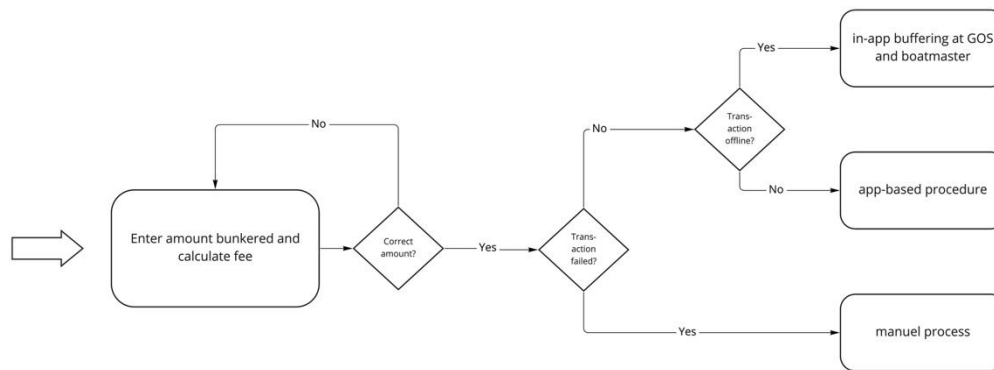 Yes
in-app buffering at GOS
and boatmaster
No
No
Trans-
action
offline?
No
app-based procedure
Enter amount bunkered and
calculate fee
Correct
amount?
Yes
Trans-
action
failed?
Yes
manuel process